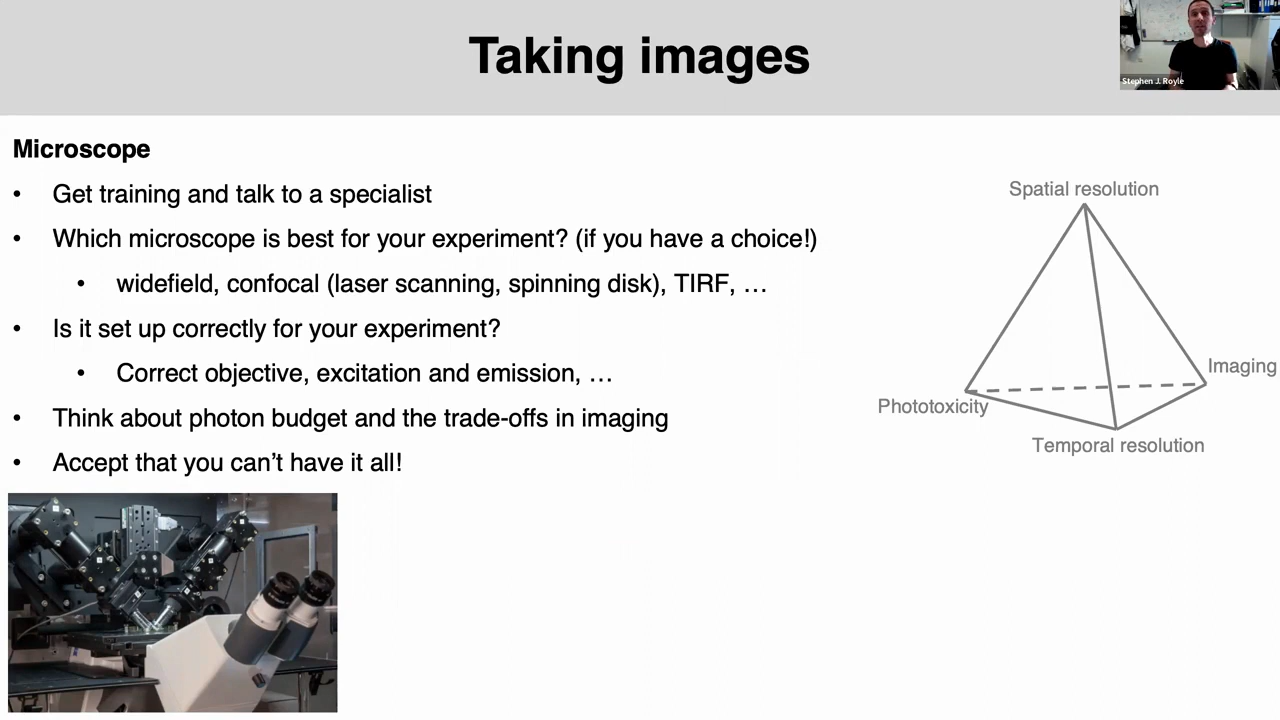 Taking images
Stephen J. Royle
Microscope
• Get training and talk to a specialist
• Which microscope is best for your experiment? (if you have a choice!)
• widefield, confocal (laser scanning, spinning disk), TIRF, …
• Is it set up correctly for your experiment?
• Correct objective, excitation and emission, …
• Think about photon budget and the trade-offs in imaging
• Accept that you can’t have it all!
Spatial resolution
Imaging
Phototoxicity
Temporal resolution